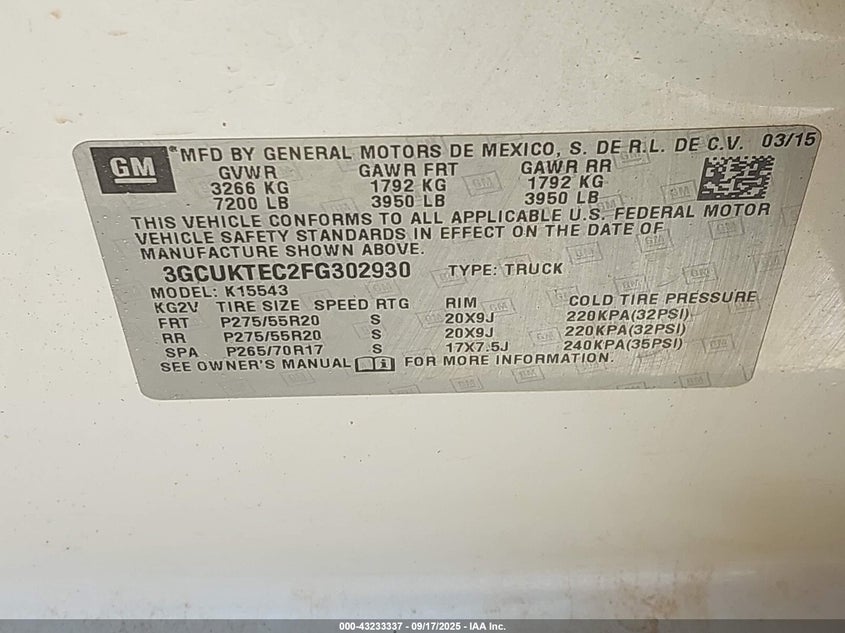 GM ® MFD BY GENERAL MOTORS DE MEXICO, S. DE R.L. DE C.V. 03/15
GVWR GAWR FRT GAWR RR
3266 KG 1792 KG 1792 KG
7200 LB 3950 LB 3950 LB
THIS VEHICLE CONFORMS TO ALL APPLICABLE U.S. FEDERAL MOTOR
VEHICLE SAFETY STANDARDS IN EFFECT ON THE DATE OF
MANUFACTURE SHOWN ABOVE.
3GCUKTEC2FG302930 TYPE: TRUCK
MODEL: K15543
KG2V TIRE SIZE SPEED RTG RIM COLD TIRE PRESSURE
FRT P275/55R20 S 20X9J 220KPA(32PSI)
RR P275/55R20 S 20X9J 220KPA(32PSI)
SPA P265/70R17 S 17X7.5J 240KPA(35PSI)
SEE OWNER'S MANUAL FOR MORE INFORMATION.
000-43233337 - 09/17/2025 - IAA Inc.